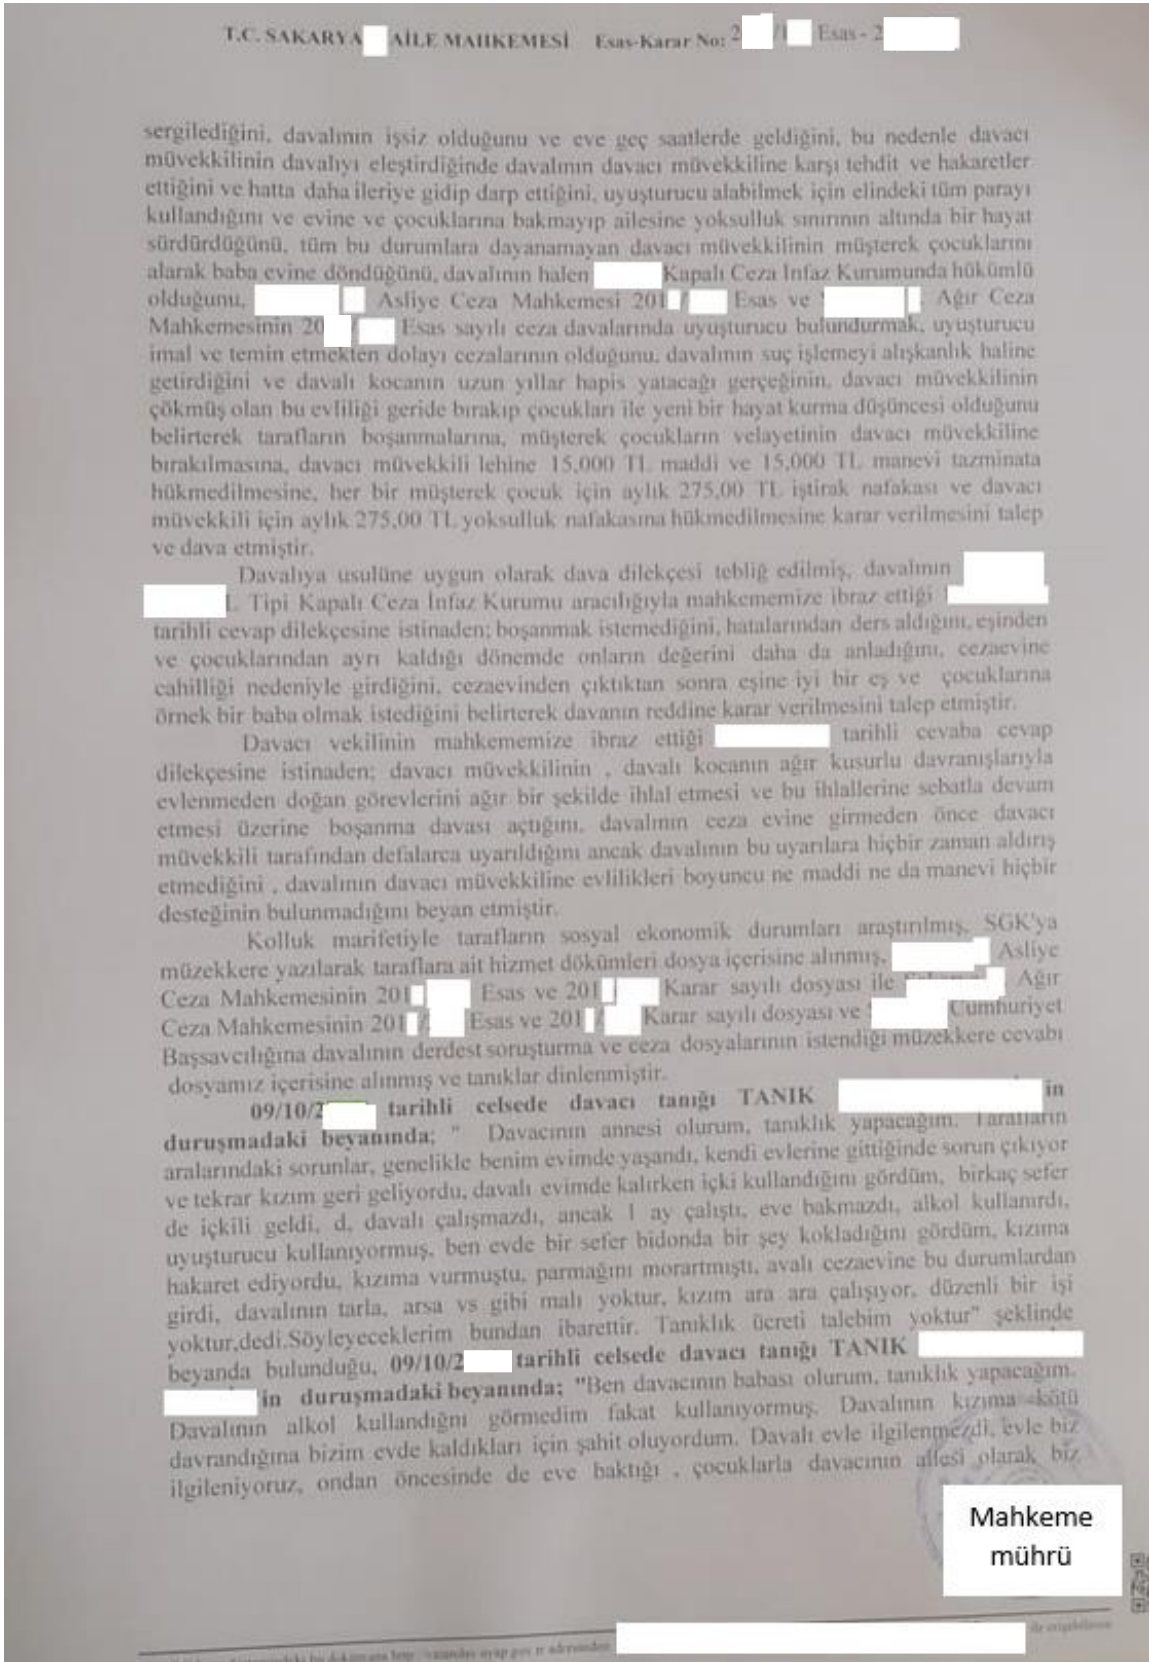 T.C. SAKARYA AİLE MAHKEMESİ Esas-Karar No: 2 /1 Esas - 2
sergilediğini, davalının işsiz olduğunu ve eve geç saatlerde geldiğini, bu nedenle davacı
müvekkilinin davalıyı eleştirdiğinde davalının davacı müvekkiline karşı tehdit ve hakaretler
ettiğini ve hatta daha ileriye gidip darp ettiğini, uyuşturucu alabilmek için elindeki tüm parayı
kullandığını ve evine ve çocuklarına bakmayıp ailesine yoksulluk sınırının altında bir hayat
sürdürdüğünü, tüm bu durumlara dayanamayan davacı müvekkilinin müşterek çocuklarını
alarak baba evine döndüğünü, davalının halen Kapalı Ceza İnfaz Kurumunda hükümlü
olduğunu, Asliye Ceza Mahkemesi 201 / Esas ve Ağır Ceza
Mahkemesinin 20 / Esas sayılı ceza davalarında uyuşturucu bulundurmak, uyuşturucu
imal ve temin etmekten dolayı cezalarının olduğunu, davalının suç işlemeyi alışkanlık haline
getirdiğini ve davalı kocanın uzun yıllar hapis yatacağı gerçeğinin, davacı müvekkilinin
çökmüş olan bu evliliği geride bırakıp çocukları ile yeni bir hayat kurma düşüncesi olduğunu
belirterek tarafların boşanmalarına, müşterek çocukların velayetinin davacı müvekkiline
bırakılmasına, davacı müvekkili lehine 15,000 TL maddi ve 15,000 TL manevi tazminata
hükmedilmesine, her bir müşterek çocuk için aylık 275,00 TL iştirak nafakası ve davacı
müvekkili için aylık 275,00 TL yoksulluk nafakasına hükmedilmesine karar verilmesini talep
ve dava etmiştir.
Davalıya usulüne uygun olarak dava dilekçesi tebliğ edilmiş, davalının
Tipi Kapalı Ceza İnfaz Kurumu aracılığıyla mahkememize ibraz ettiği
tarihli cevap dilekçesine istinaden; boşanmak istemediğini, hatalarından ders aldığını, eşinden
ve çocuklarından ayrı kaldığı dönemde onların değerini daha da anladığını, cezaevine
cahilliği nedeniyle girdiğini, cezaevinden çıktıktan sonra eşine iyi bir eş ve çocuklarına
örnek bir baba olmak istediğini belirterek davanın reddine karar verilmesini talep etmiştir.
Davacı vekilinin mahkememize ibraz ettiği tarihli cevaba cevap
dilekçesine istinaden; davacı müvekkilinin , davalı kocanın ağır kusurlu davranışlarıyla
evlenmeden doğan görevlerini ağır bir şekilde ihlal etmesi ve bu ihlallerine sebatla devam
etmesi üzerine boşanma davası açtığını, davalının ceza evine girmeden önce davacı
müvekkili tarafından defalarca uyarıldığını ancak davalının bu uyarılara hiçbir zaman aldırış
etmediğini , davalının davacı müvekkiline evlilikleri boyuncu ne maddi ne da manevi hiçbir
desteğinin bulunmadığını beyan etmiştir.
Kolluk marifetiyle tarafların sosyal ekonomik durumları araştırılmış, SGK'ya
müzekkere yazılarak taraflara ait hizmet dökümleri dosya içerisine alınmış, Asliye
Ceza Mahkemesinin 201 Esas ve 201 Karar sayılı dosyası ile Ağır
Ceza Mahkemesinin 201 / Esas ve 201 / Karar sayılı dosyası ve Cumhuriyet
Başsavcılığına davalının derdest soruşturma ve ceza dosyalarının istendiği müzekkere cevabı
dosyamız içerisine alınmış ve tanıklar dinlenmiştir.
09/10/2 tarihli celsede davacı tanığı TANIK in
duruşmadaki beyanında; " Davacının annesi olurum, tanıklık yapacağım. Tarafların
aralarındaki sorunlar, genelikle benim evimde yaşandı, kendi evlerine gittiğinde sorun çıkıyor
ve tekrar kızım geri geliyordu, davalı evimde kalırken içki kullandığını gördüm, birkaç sefer
de içkili geldi, d, davalı çalışmazdı, ancak 1 ay çalıştı, eve bakmazdı, alkol kullanırdı,
uyuşturucu kullanıyormuş, ben evde bir sefer bidonda bir şey kokladığını gördüm, kızıma
hakaret ediyordu, kızıma vurmuştu, parmağını morartmıştı, avalı cezaevine bu durumlardan
girdi, davalının tarla, arsa vs gibi malı yoktur, kızım ara ara çalışıyor, düzenli bir işi
yoktur,dedi.Söyleyeceklerim bundan ibarettir. Tanıklık ücreti talebim yoktur" şeklinde
beyanda bulunduğu, 09/10/2 tarihli celsede davacı tanığı TANIK
in duruşmadaki beyanında; "Ben davacının babası olurum, tanıklık yapacağım.
Davalının alkol kullandığnı görmedim fakat kullanıyormuş. Davalının kızıma kötü
davrandığına bizim evde kaldıkları için şahit oluyordum. Davalı evle ilgilenmezdi, evle biz
ilgileniyoruz, ondan öncesinde de eve baktığı , çocuklarla davacının ailesi olarak biz
Mahkeme
mührü